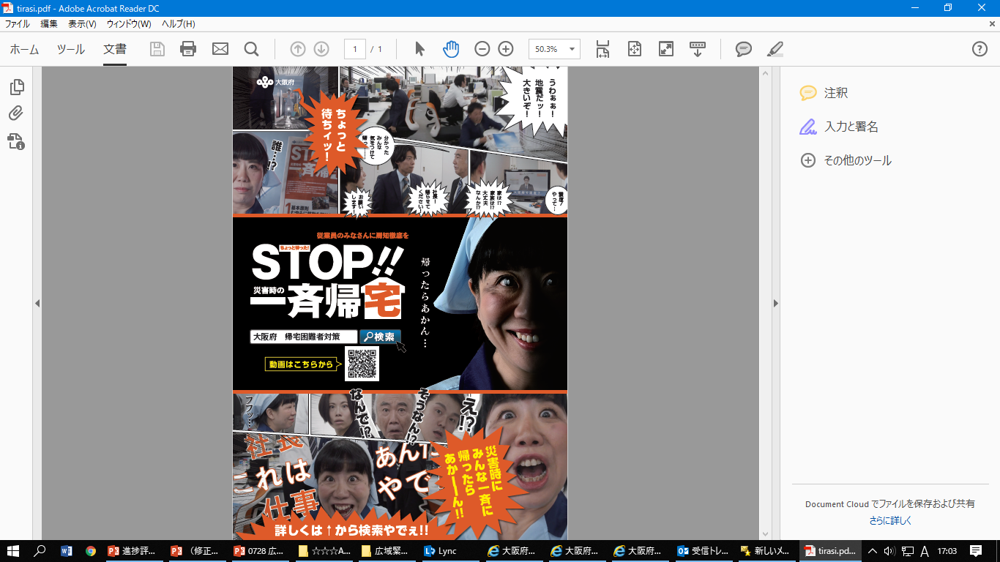 tirasi.pdf - Adobe Acrobat Reader DC
ファイル 編集 表示(V) ウィンドウ(W) ヘルプ(H)
ホーム ツール 文書
1 / 1
50.3%
注釈
入力と署名
その他のツール
Document Cloud でファイルを保存および共有
さらに詳しく
大阪府
うわぁぁ!
地震だッ!
大きいぞ!
ちょっと
待ちィッ!
分かった
みんな
気をつけて
帰っ……
誰…!?
STOP
一斉帰
基本原則
お願い
します!
社長!
帰らせて
ください!
家は!?
家族は!?
大丈夫
なんか!?
震度7
やって…
従業員のみなさんに周知徹底を
ちょっと待った!
STOP!!
災害時の
一斉帰宅
帰ったらあかん…
大阪府 帰宅困難者対策
検索
動画はこちらから
フフッ…
なんで!?
そうなん!?
え!?
社長
これは
仕事
あんた
やで
災害時に
みんな一斉に
帰ったら
あかーーん!!
詳しくは↑から検索やでぇ!!
進捗評...
(修正...
0728 広...
☆☆☆A...
広域緊...
Lync
大阪府...
大阪府...
大阪府...
受信トレ...
新しいメ...
tirasi.pd...
A
17:03